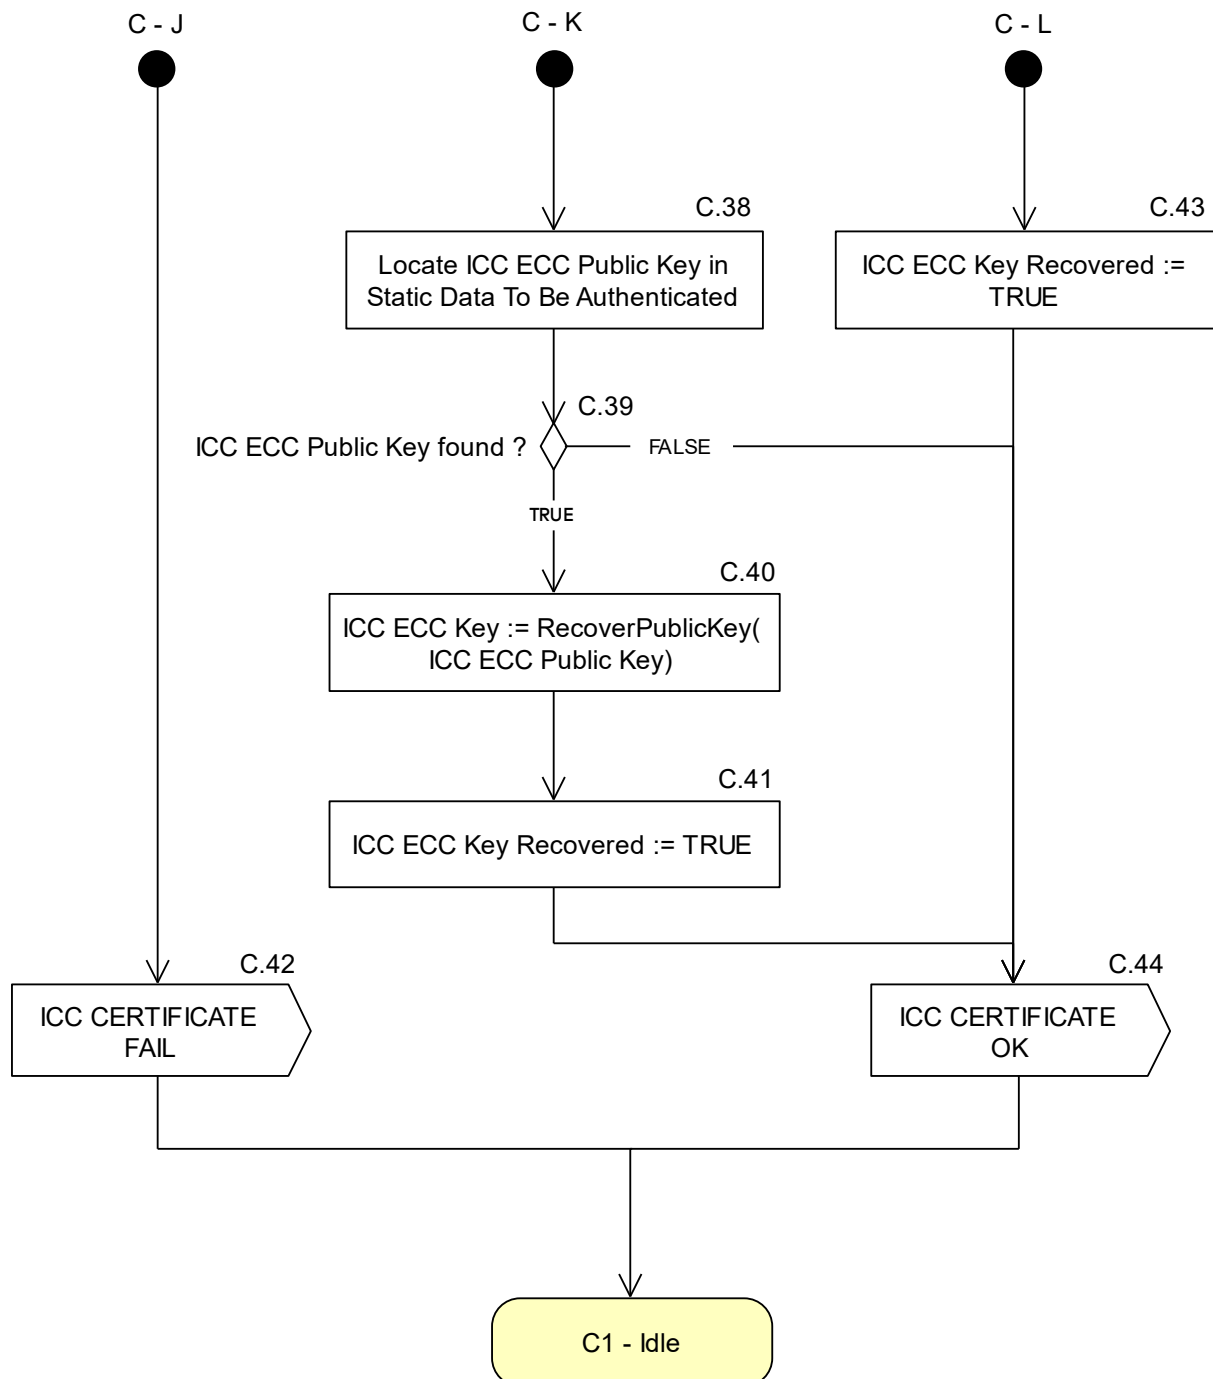 C - J
C - K
C - L
C.38
Locate ICC ECC Public Key in
Static Data To Be Authenticated
C.43
ICC ECC Key Recovered :=
TRUE
C.39
ICC ECC Public Key found ?
FALSE
TRUE
C.40
ICC ECC Key := RecoverPublicKey(
ICC ECC Public Key)
C.41
ICC ECC Key Recovered := TRUE
C.42
ICC CERTIFICATE
FAIL
C.44
ICC CERTIFICATE
OK
C1 - Idle